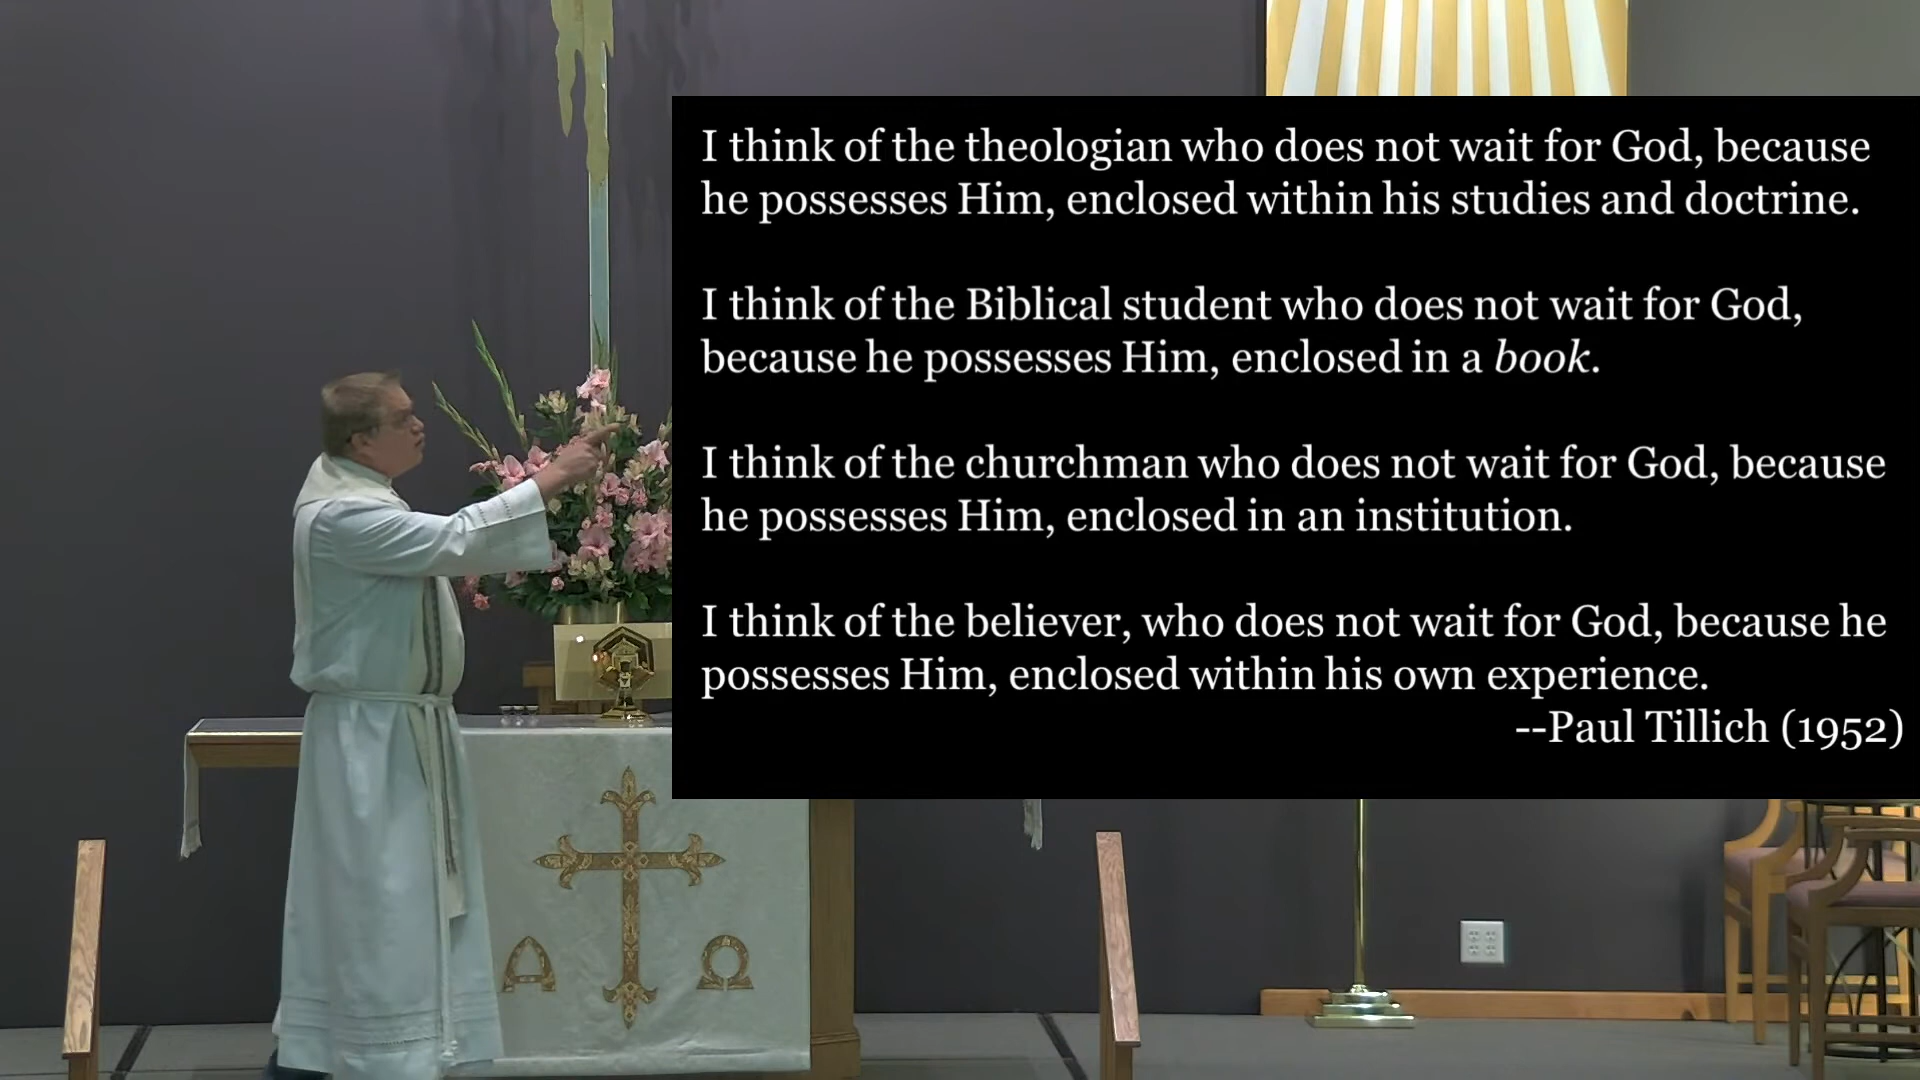 I think of the theologian who does not wait for God, because
he possesses Him, enclosed within his studies and doctrine.
I think of the Biblical student who does not wait for God,
because he possesses Him, enclosed in a book.
I think of the churchman who does not wait for God, because
he possesses Him, enclosed in an institution.
I think of the believer, who does not wait for God, because he
possesses Him, enclosed within his own experience.
--Paul Tillich (1952)
Α Ω